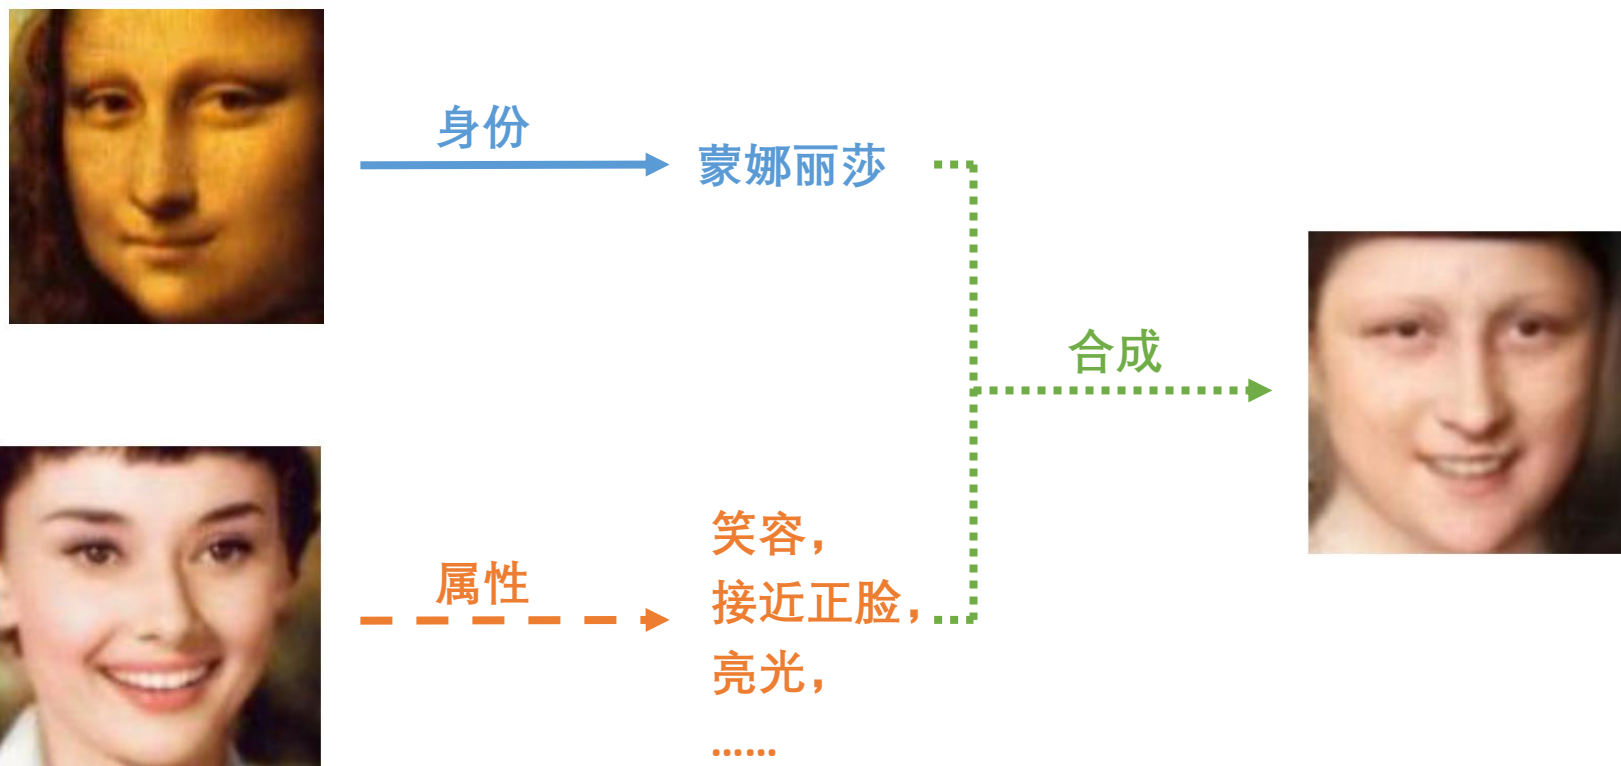 身份
蒙娜丽莎
合成
属性
笑容，
接近正脸，
亮光，
……